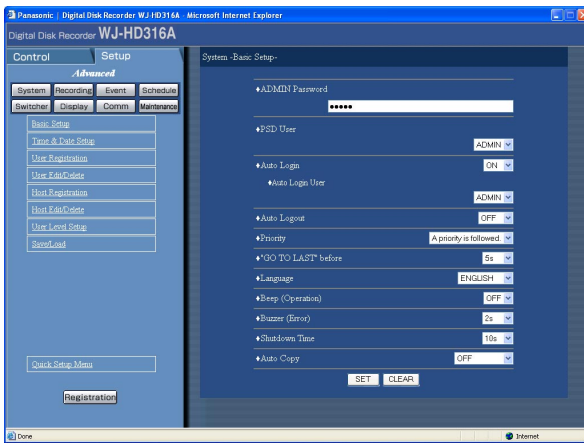 Panasonic | Digital Disk Recorder WJ-HD316A - Microsoft Internet Explorer
Digital Disk Recorder WJ-HD316A
Control Setup
Advanced
System Recording Event Schedule
Switcher Display Comm Maintenance
Basic Setup
Time & Date Setup
User Registration
User Edit/Delete
Host Registration
Host Edit/Delete
User Level Setup
Save/Load
Quick Setup Menu
Registration
System -Basic Setup-
♦ADMIN Password
●●●●●
♦PSD User
ADMIN
♦Auto Login ON
♦Auto Login User
ADMIN
♦Auto Logout OFF
♦Priority A priority is followed.
♦"GO TO LAST" before 5s
♦Language ENGLISH
♦Beep (Operation) OFF
♦Buzzer (Error) 2s
♦Shutdown Time 10s
♦Auto Copy OFF
SET CLEAR
Done Internet